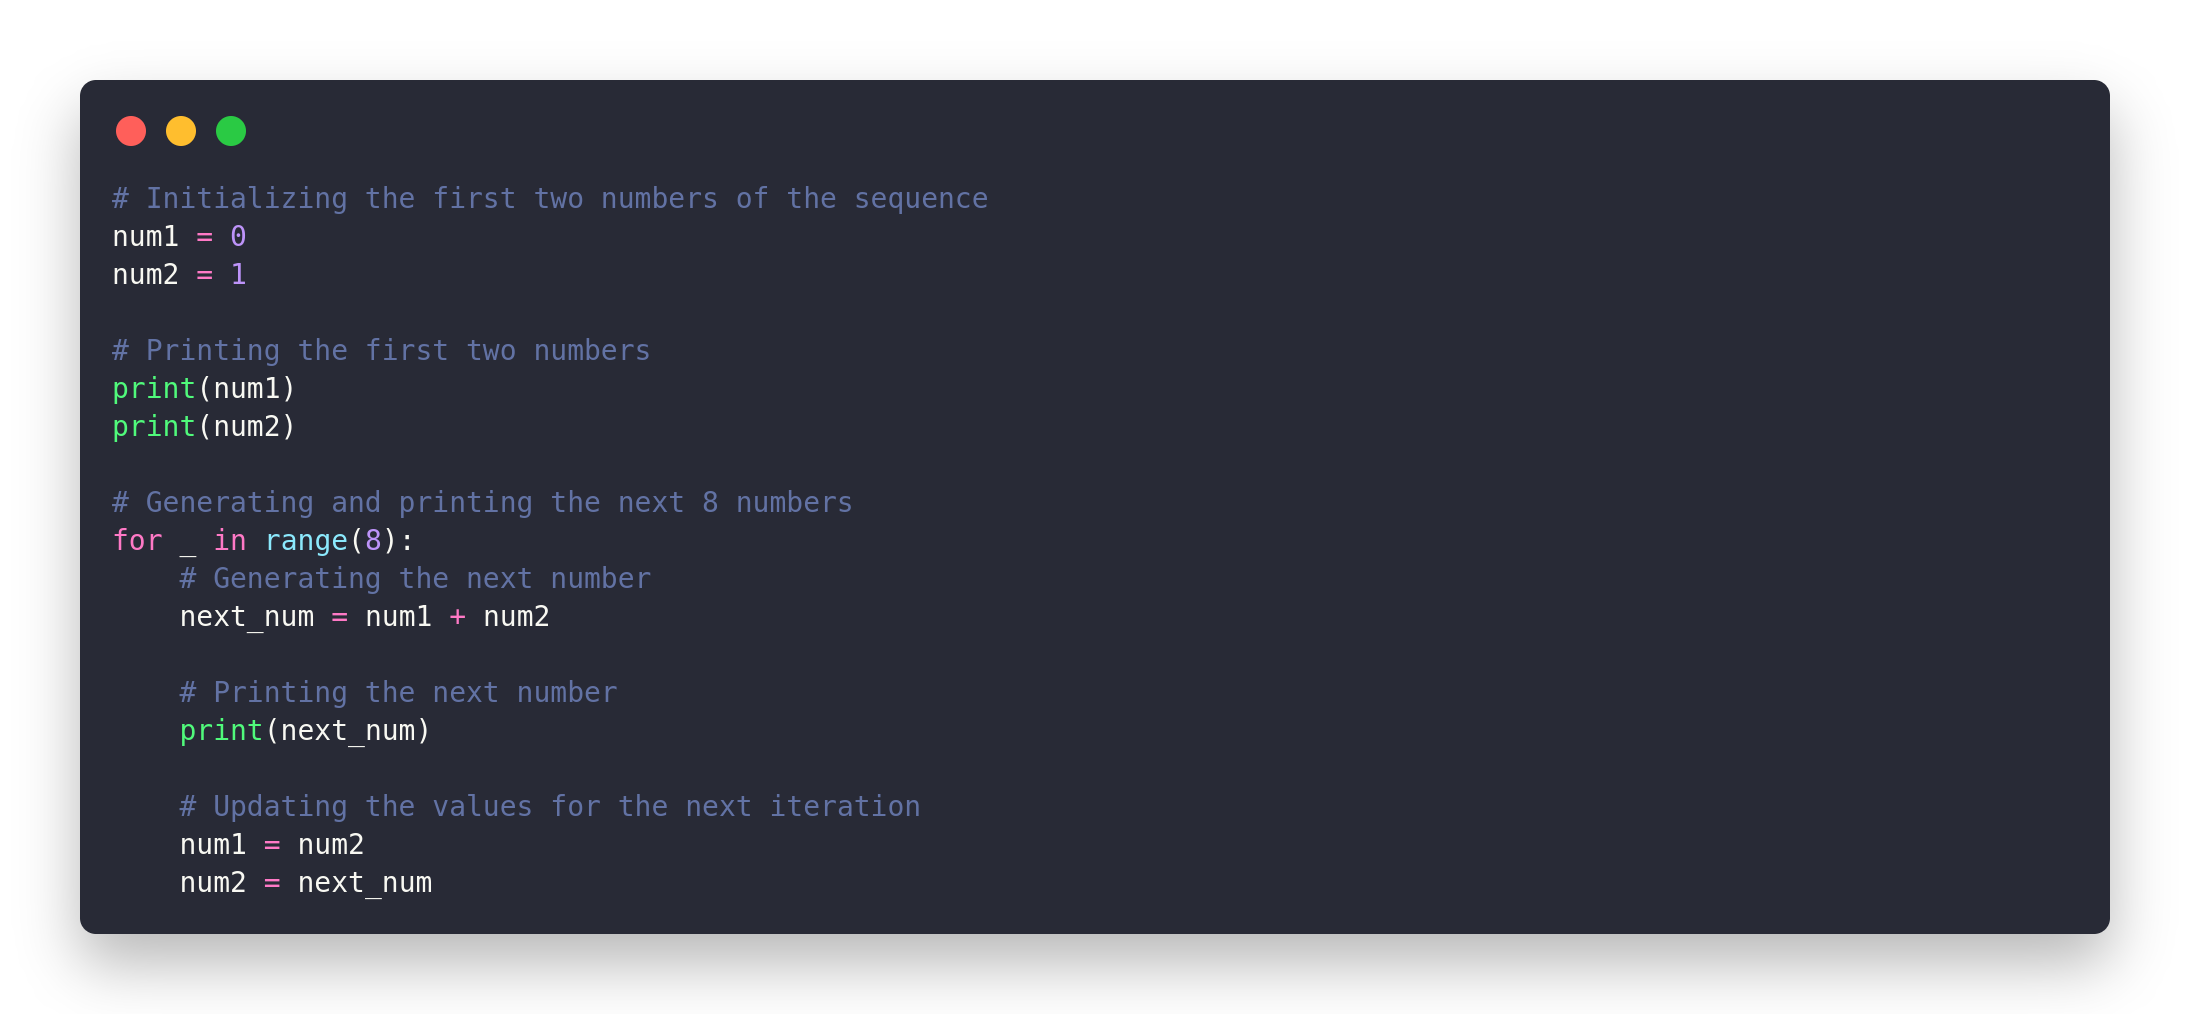 # Initializing the first two numbers of the sequence
num1 = 0
num2 = 1

# Printing the first two numbers
print(num1)
print(num2)

# Generating and printing the next 8 numbers
for _ in range(8):
    # Generating the next number
    next_num = num1 + num2

    # Printing the next number
    print(next_num)

    # Updating the values for the next iteration
    num1 = num2
    num2 = next_num